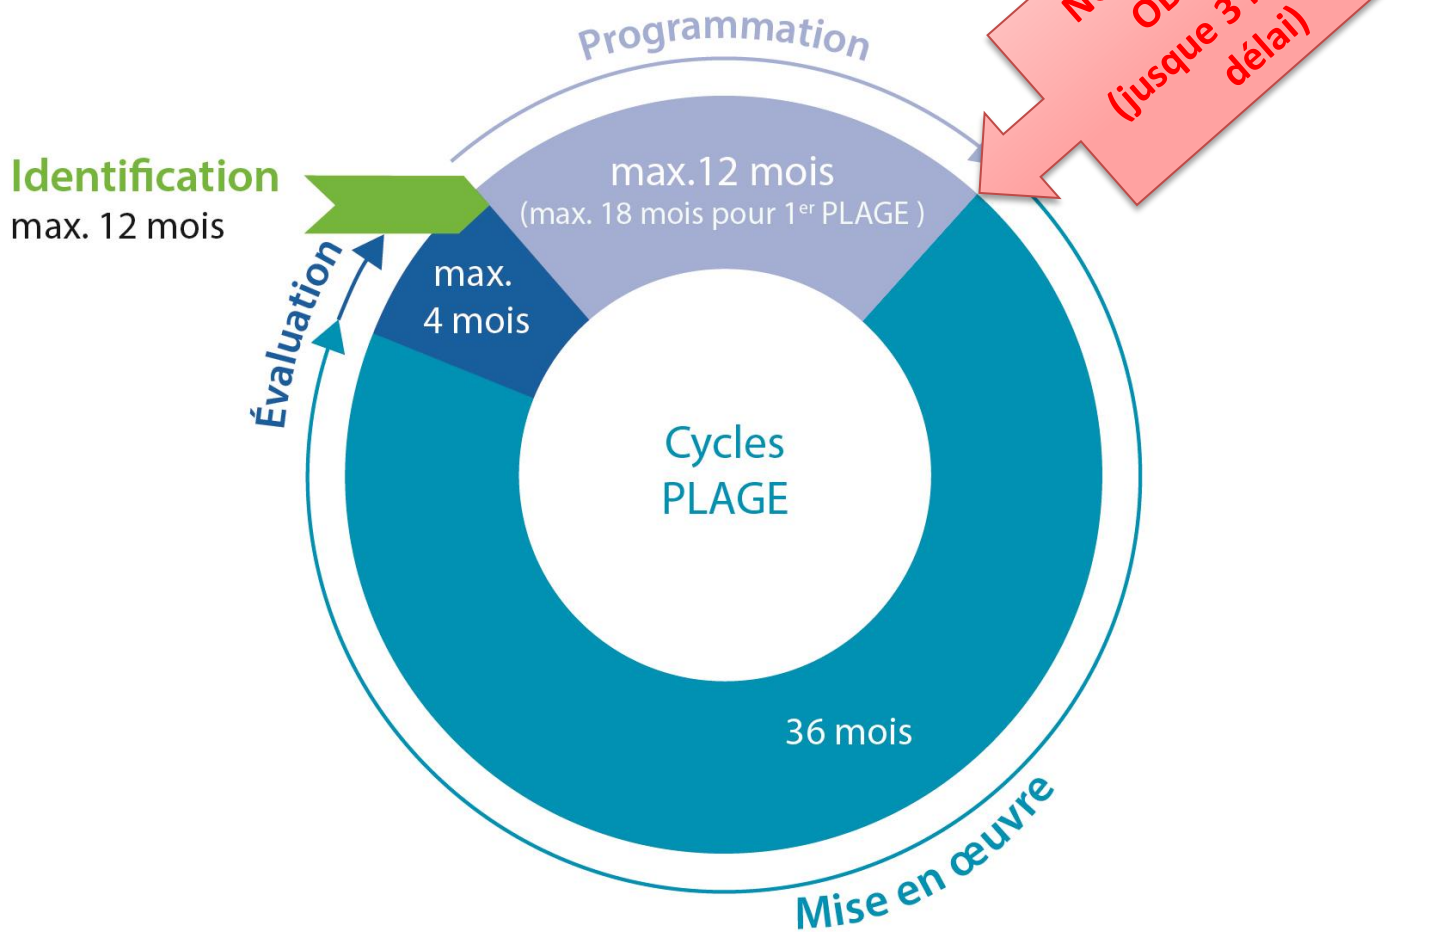 Programmation
(jusque 3
délai)
Identification
max. 12 mois
max.12 mois
(max. 18 mois pour 1er PLAGE )
Évaluation
max.
4 mois
Cycles
PLAGE
36 mois
Mise en œuvre